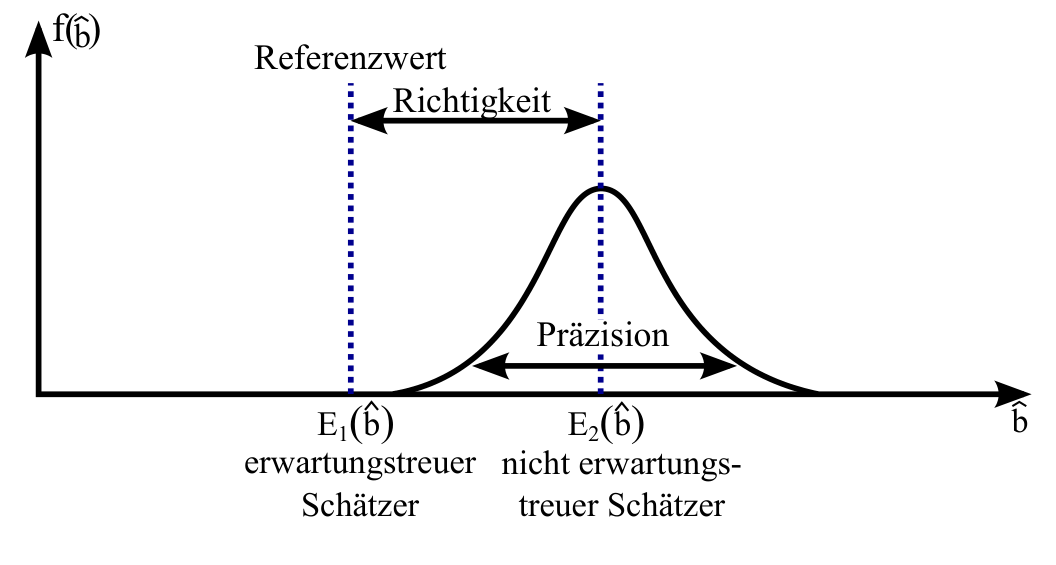 f(b̂)
Referenzwert
Richtigkeit
Präzision
b̂
E₁(b̂)
erwartungstreuer
Schätzer
E₂(b̂)
nicht erwartungs-
treuer Schätzer